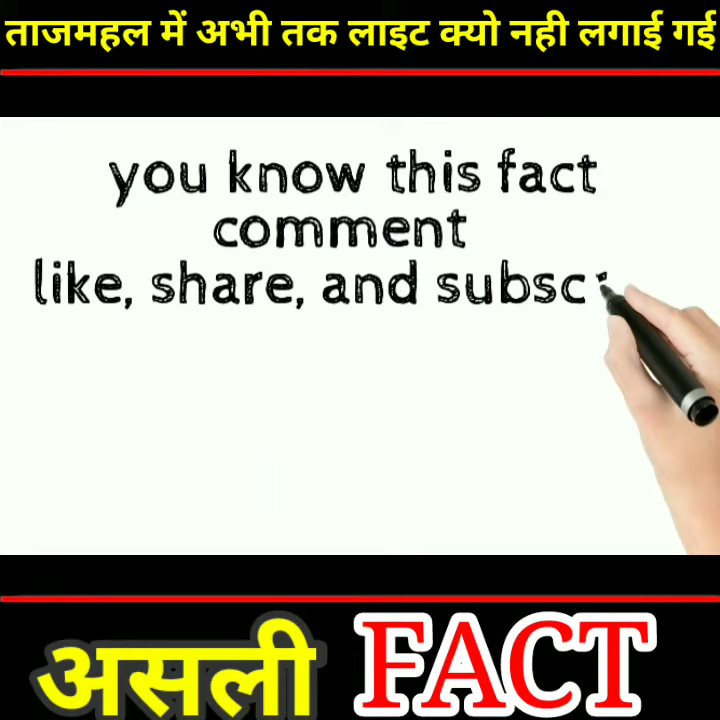 ताजमहल में अभी तक लाइट क्यो नही लगाई गई
you know this fact
comment
like, share, and subsc
असली FACT